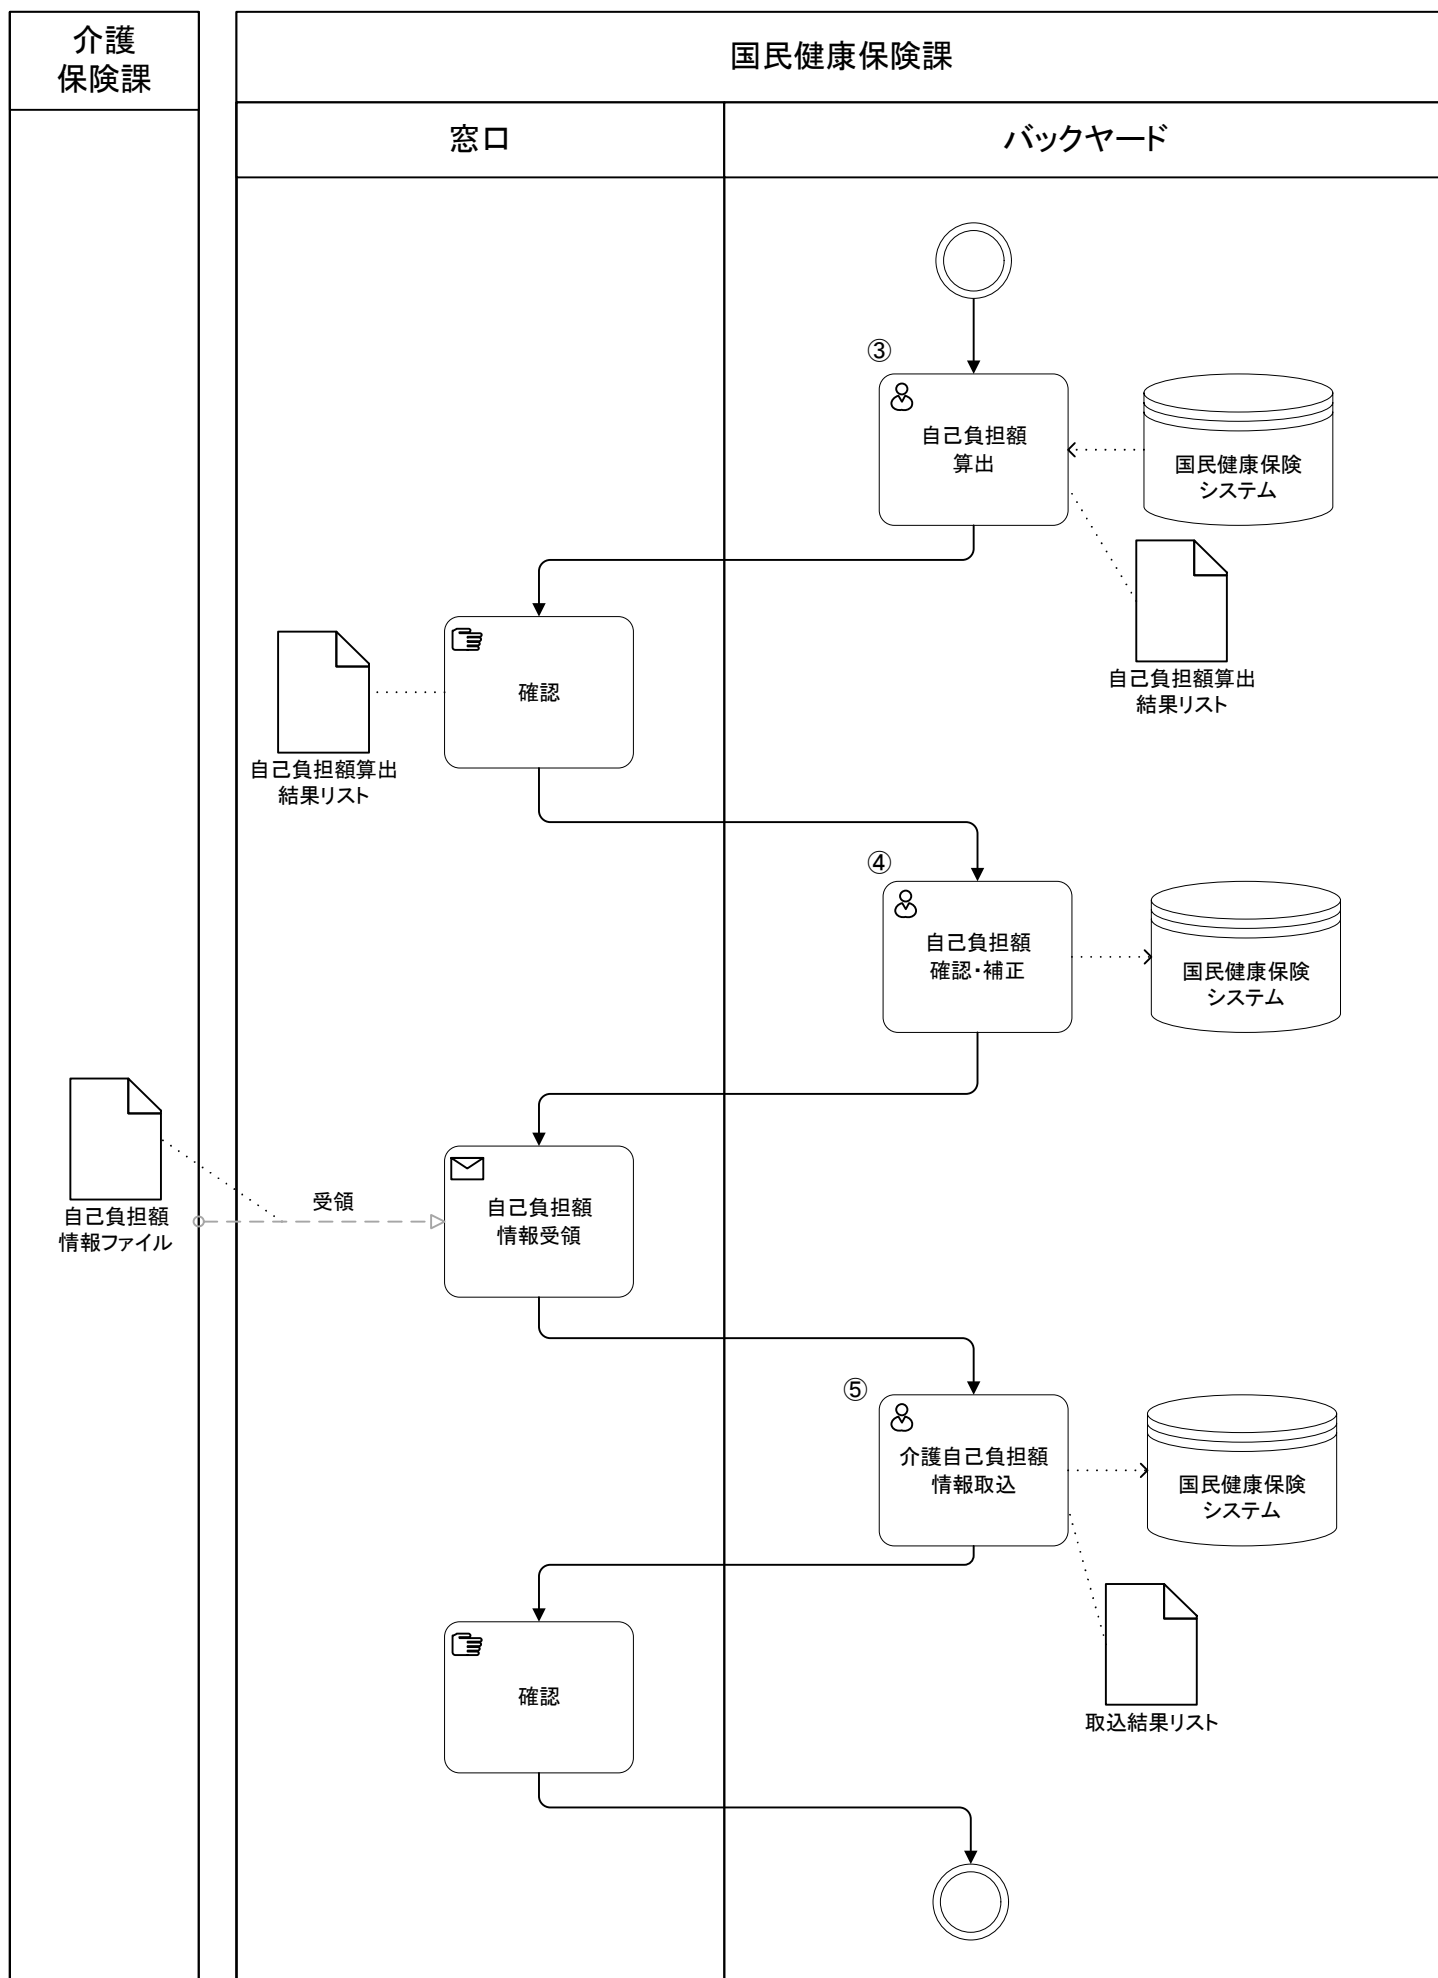 介護
保険課
国民健康保険課
窓口
バックヤード
③
自己負担額
算出
国民健康保険
システム
自己負担額算出
結果リスト
確認
自己負担額算出
結果リスト
④
自己負担額
確認・補正
国民健康保険
システム
自己負担額
情報ファイル
受領
自己負担額
情報受領
⑤
介護自己負担額
情報取込
国民健康保険
システム
取込結果リスト
確認